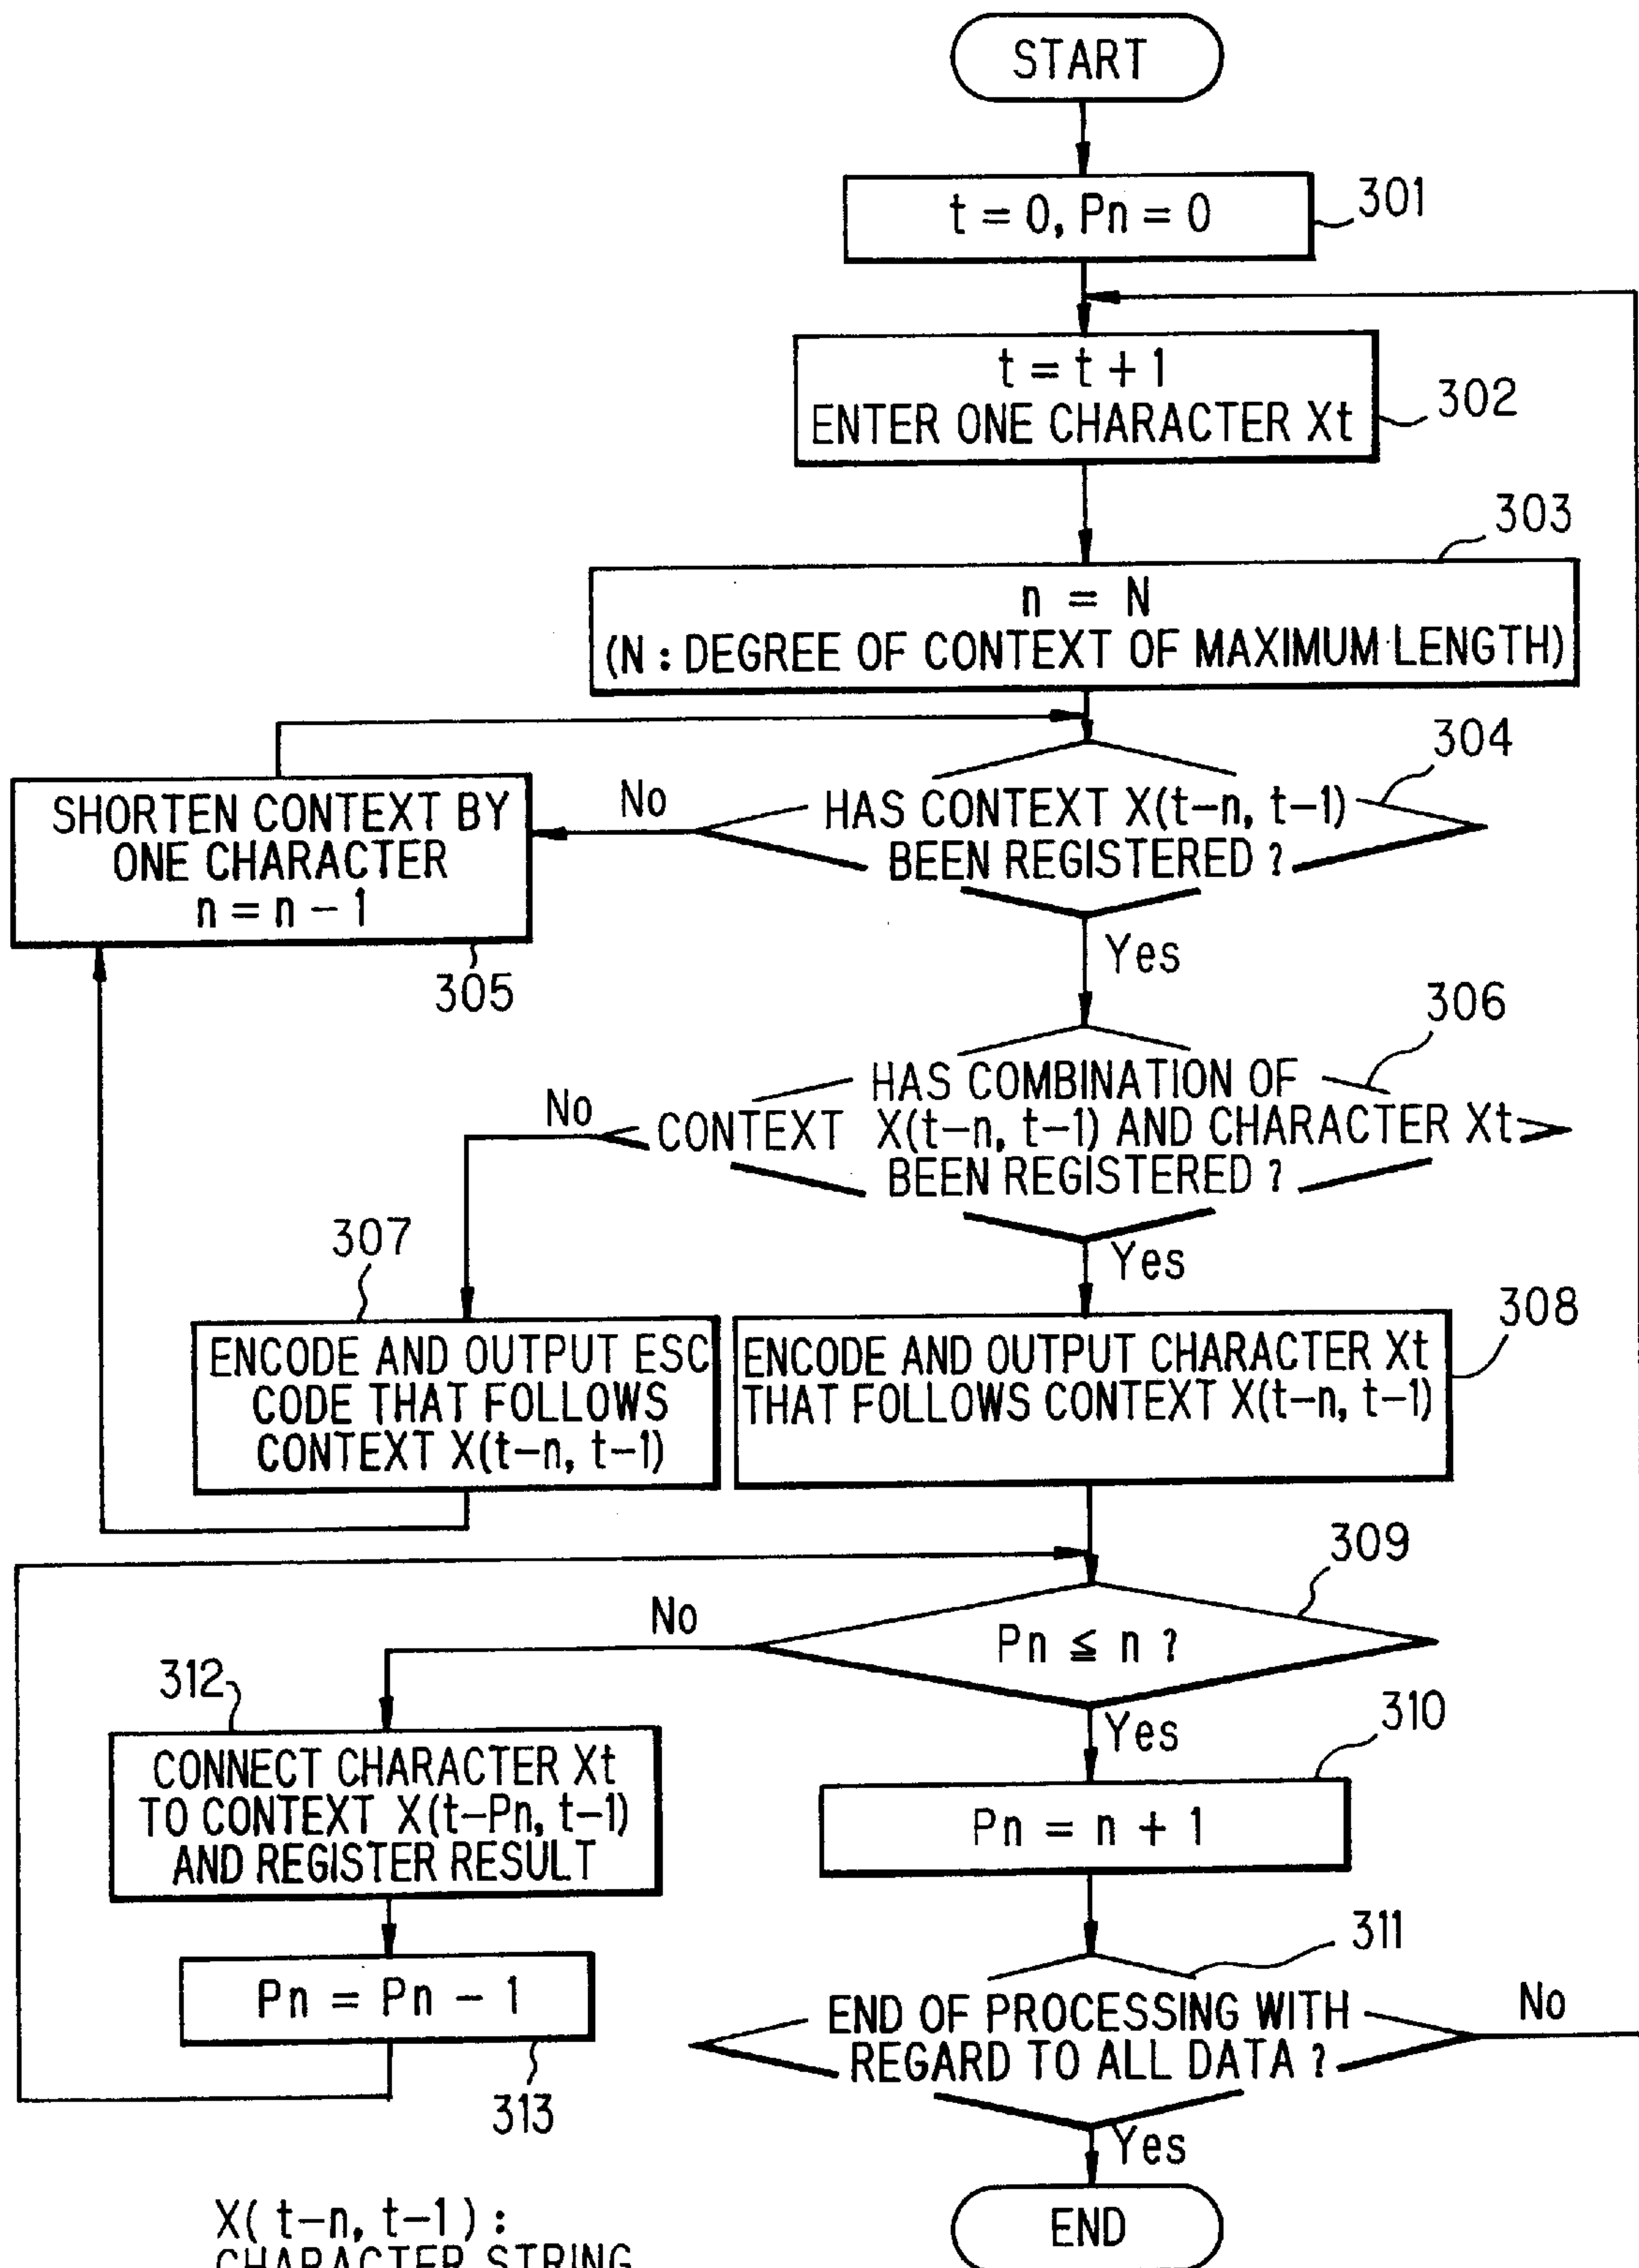 START
t = 0, Pn = 0
301
t = t + 1
ENTER ONE CHARACTER Xt
302
303
n = N
(N : DEGREE OF CONTEXT OF MAXIMUM LENGTH)
304
HAS CONTEXT X(t-n, t-1)
BEEN REGISTERED ?
No
SHORTEN CONTEXT BY
ONE CHARACTER
n = n - 1
305
Yes
306
HAS COMBINATION OF
CONTEXT X(t-n, t-1) AND CHARACTER Xt
BEEN REGISTERED ?
No
Yes
307
ENCODE AND OUTPUT ESC
CODE THAT FOLLOWS
CONTEXT X(t-n, t-1)
308
ENCODE AND OUTPUT CHARACTER Xt
THAT FOLLOWS CONTEXT X(t-n, t-1)
309
Pn ≦ n ?
No
Yes
312
CONNECT CHARACTER Xt
TO CONTEXT X(t-Pn, t-1)
AND REGISTER RESULT
310
Pn = n + 1
Pn = Pn - 1
313
311
END OF PROCESSING WITH
REGARD TO ALL DATA ?
No
Yes
END
X( t-n, t-1 ) :
CHARACTER STRING